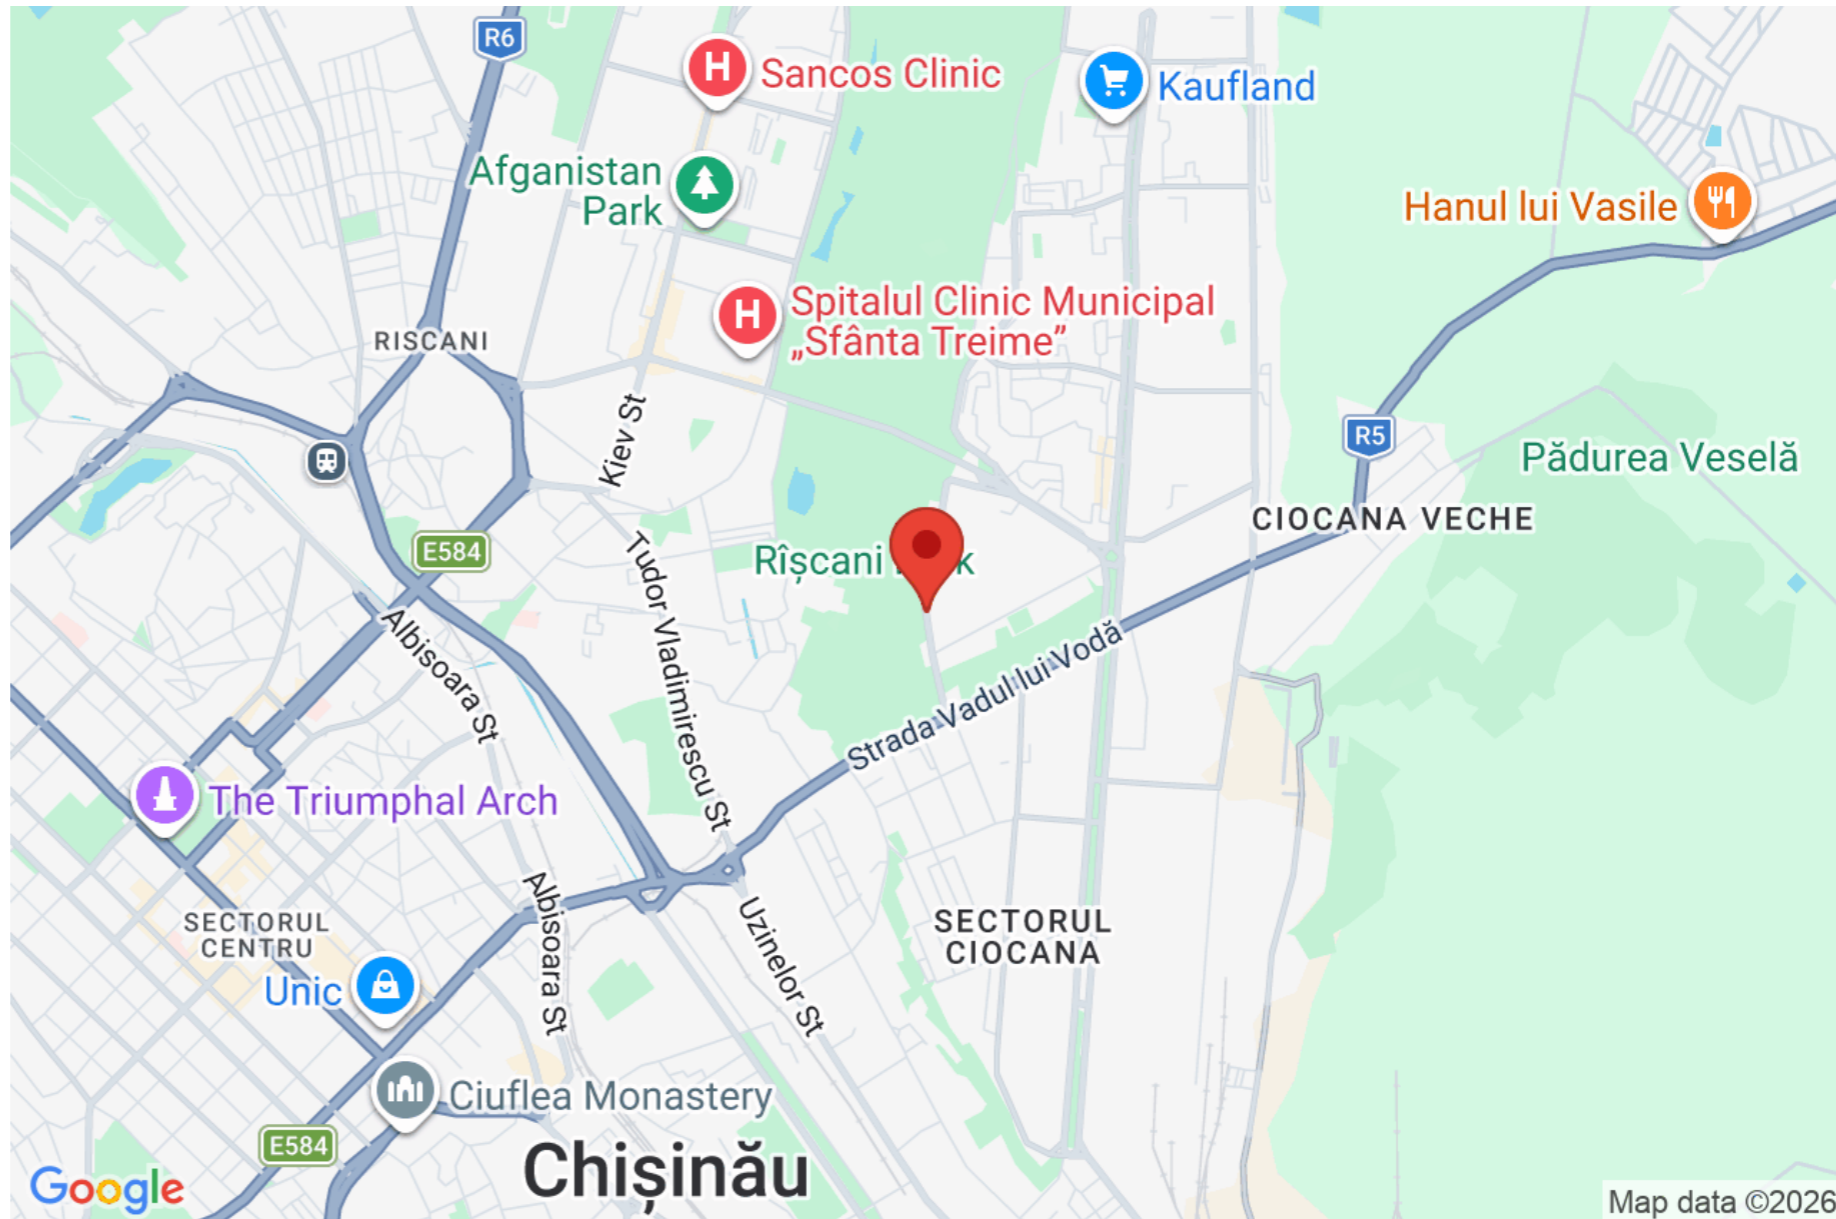 R6
Sancos Clinic
Kaufland
Afganistan
Park
Hanul lui Vasile
Spitalul Clinic Municipal
„Sfânta Treime”
RISCANI
Kiev St
R5
Pădurea Veselă
CIOCANA VECHE
E584
Rîșcani
Tudor Vladimirescu St
Albisoara St
Strada Vadul lui Vodă
The Triumphal Arch
SECTORUL
CENTRU
Albisoara St
Uzinelor St
SECTORUL
CIOCANA
Unic
Ciuflea Monastery
E584
Chișinău
Google
Map data ©2026